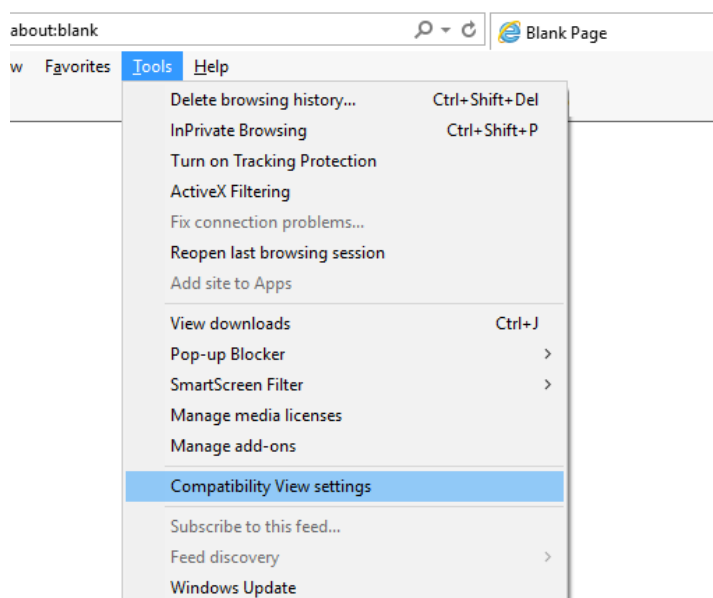 about:blank
Blank Page
w Favorites Tools Help
Delete browsing history... Ctrl+Shift+Del
InPrivate Browsing Ctrl+Shift+P
Turn on Tracking Protection
ActiveX Filtering
Fix connection problems...
Reopen last browsing session
Add site to Apps
View downloads Ctrl+J
Pop-up Blocker
SmartScreen Filter
Manage media licenses
Manage add-ons
Compatibility View settings
Subscribe to this feed...
Feed discovery
Windows Update